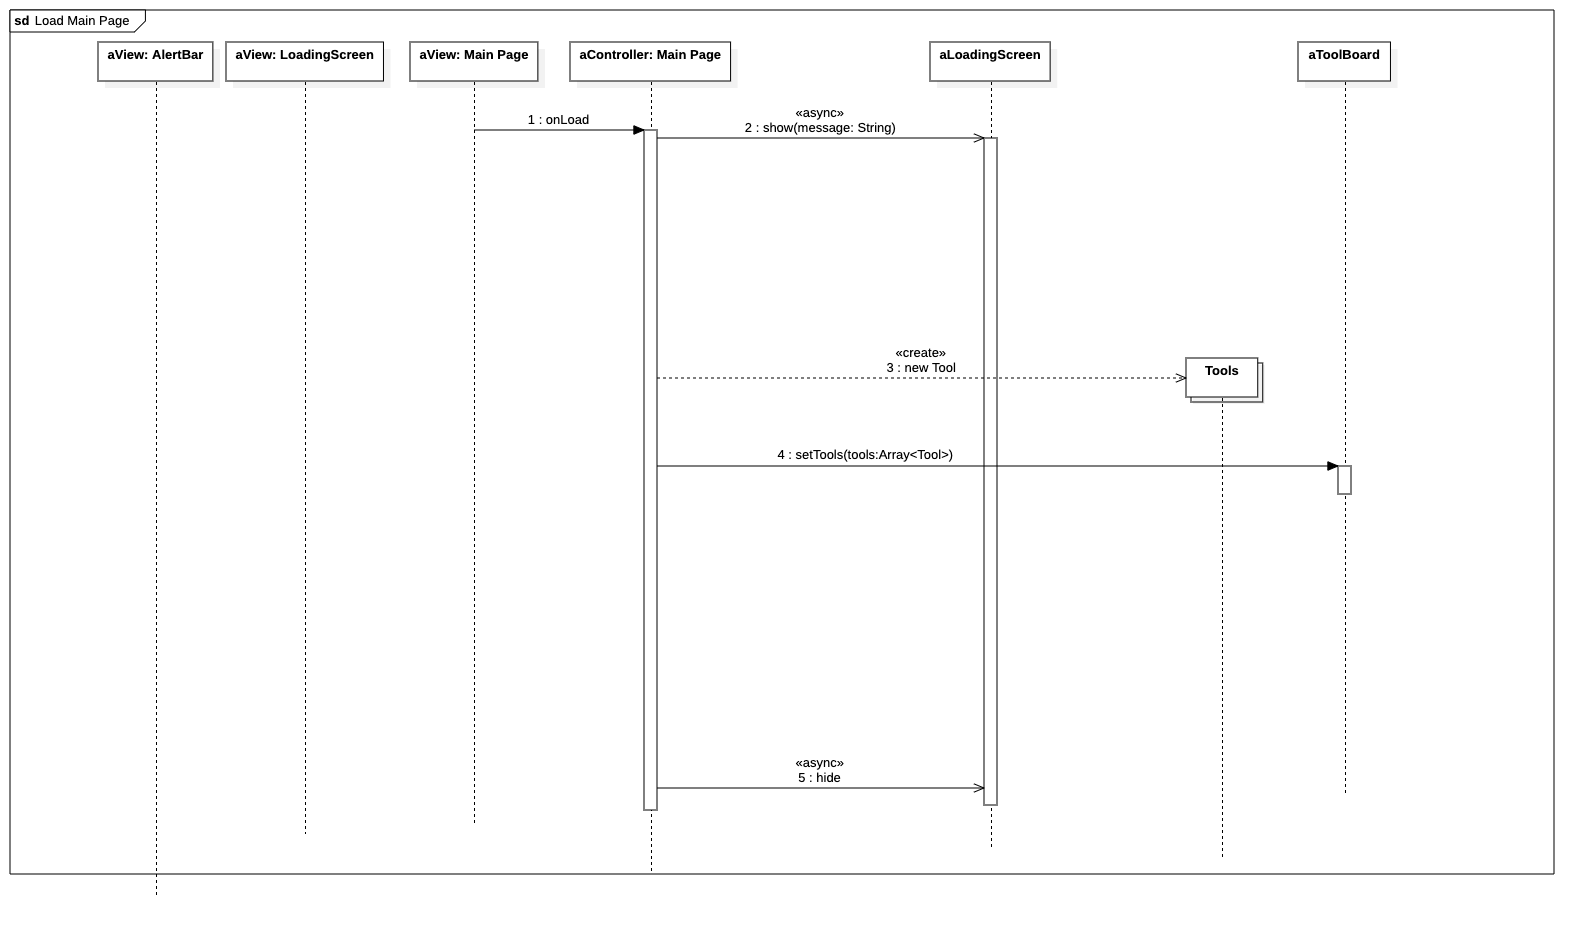 sd Load Main Page
aView: AlertBar
aView: LoadingScreen
aView: Main Page
aController: Main Page
aLoadingScreen
aToolBoard
1 : onLoad
«async»
2 : show(message: String)
«create»
3 : new Tool
Tools
4 : setTools(tools:Array<Tool>)
«async»
5 : hide